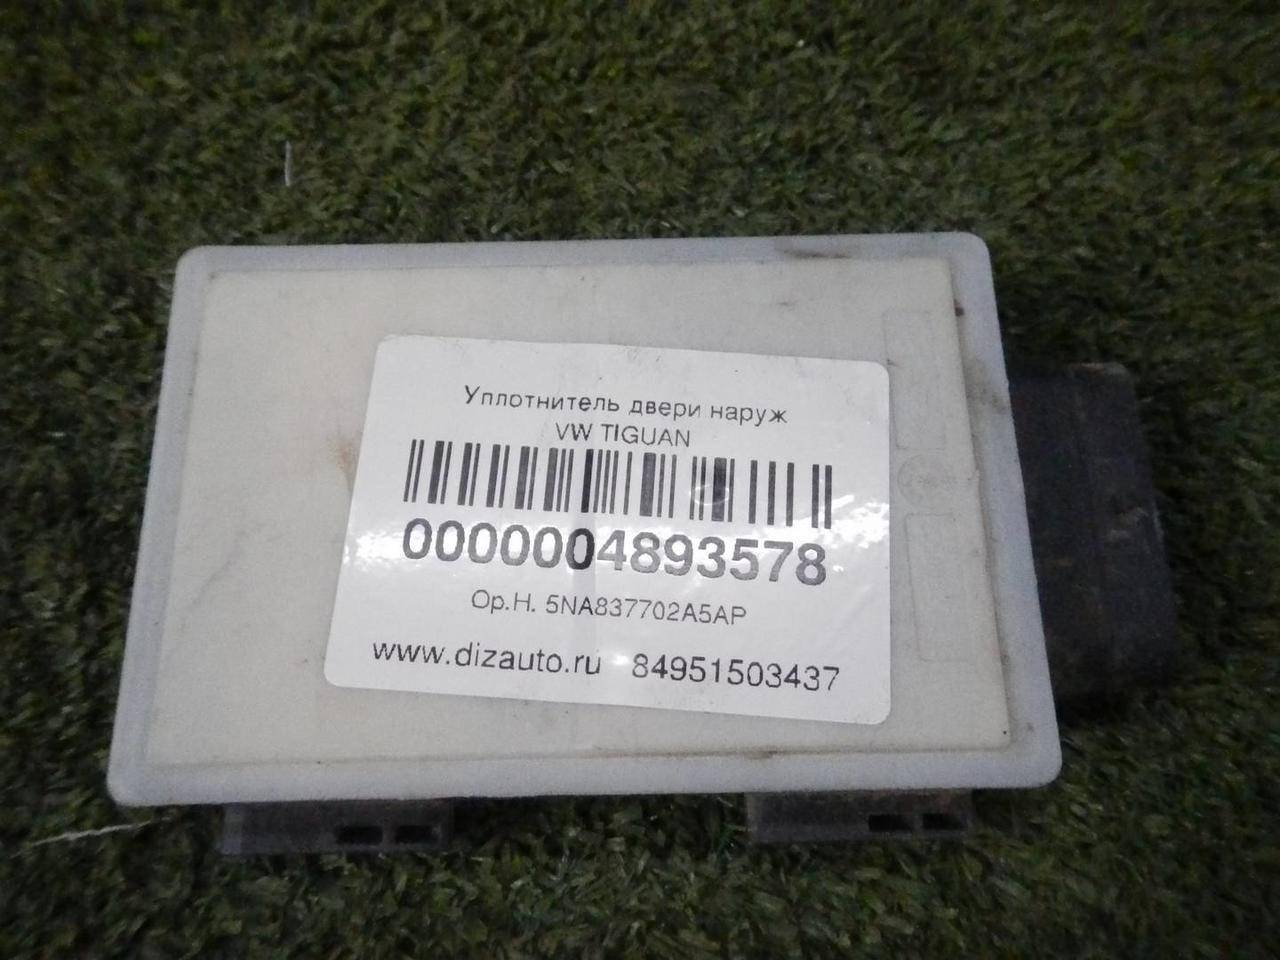 Уплотнитель двери наруж
VW TIGUAN
0000004893578
Ор.Н. 5NA837702A5AP
www.dizauto.ru 84951503437